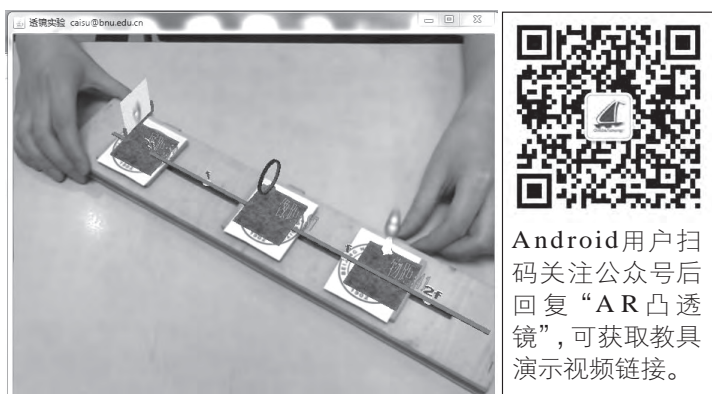 透镜实验 caisu@bnu.edu.cn
f
f
2f
1902
Android用户扫
码关注公众号后
回复“AR凸透
镜”,可获取教具
演示视频链接。